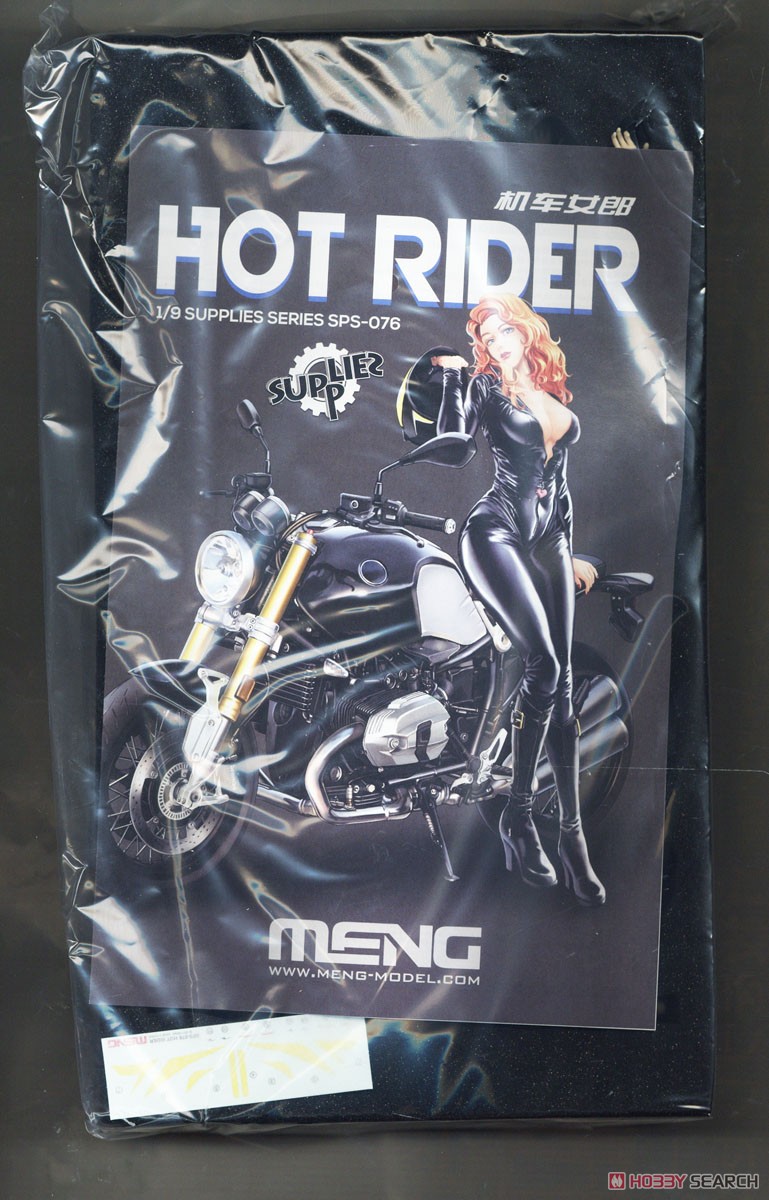 机车女郎
HOT RIDER
1/9 SUPPLIES SERIES SPS-076
SUPPLIES
MENG
WWW.MENG-MODEL.COM
MENG
HOBBY SEARCH